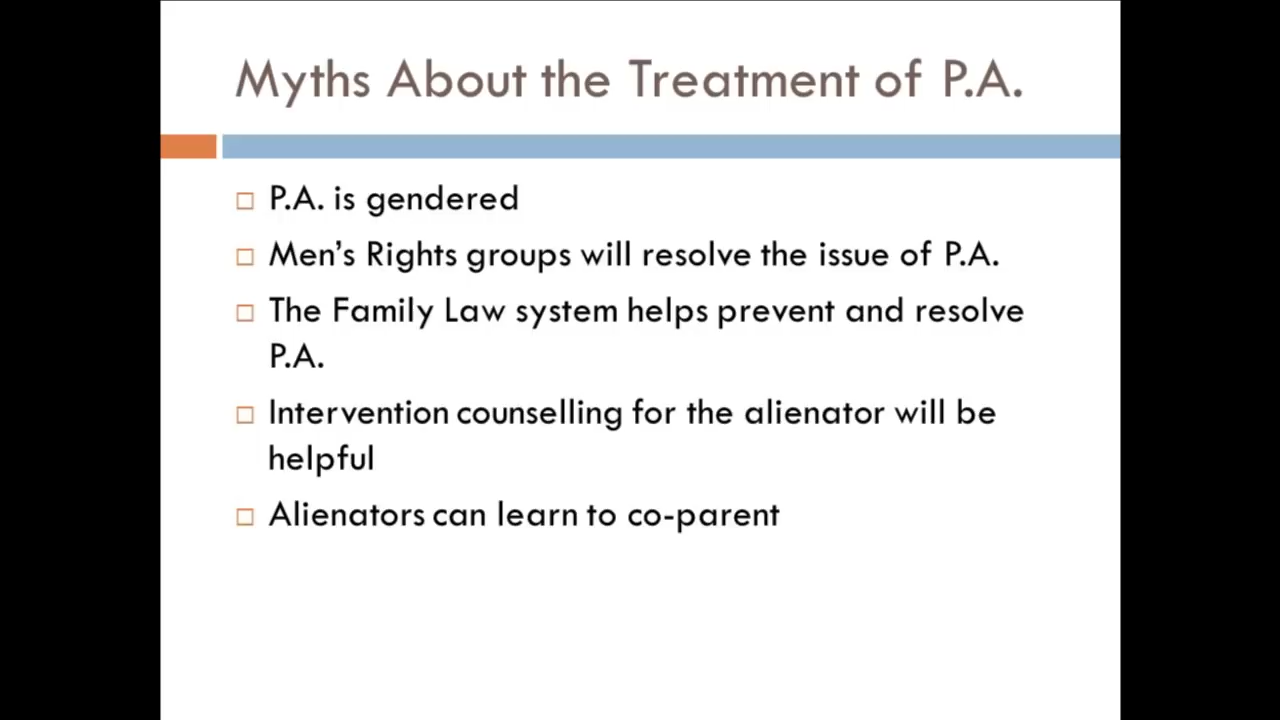 Myths About the Treatment of P.A.
P.A. is gendered
Men's Rights groups will resolve the issue of P.A.
The Family Law system helps prevent and resolve
P.A.
Intervention counselling for the alienator will be
helpful
Alienators can learn to co-parent